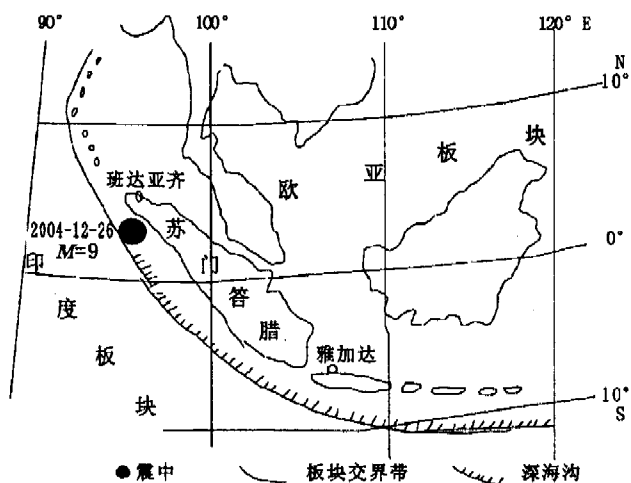 90° 100° 110° 120° E
N
10°
欧 亚 板 块
班达亚齐
2004-12-26
M=9
苏门答腊
0°
印度板块
雅加达
10°
S
●震中 板块交界带 深海沟